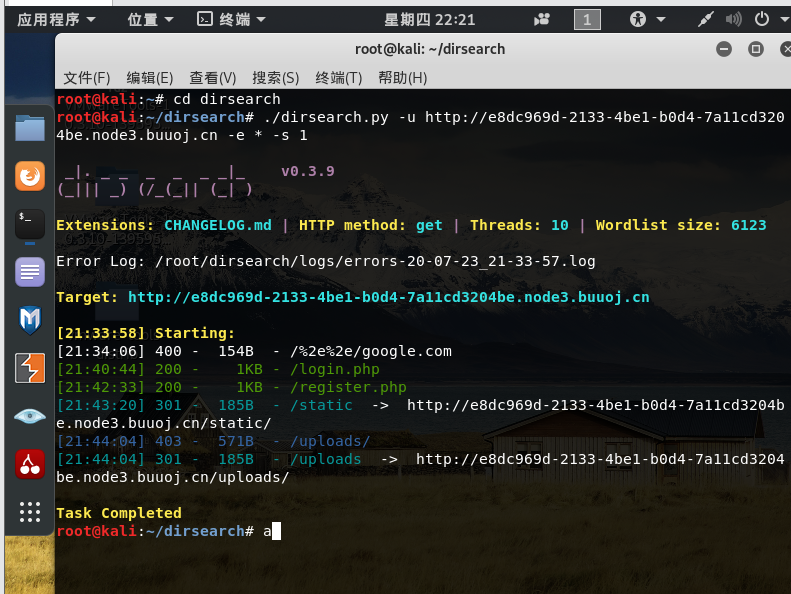 应用程序 位置 终端 星期四 22:21 1
root@kali: ~/dirsearch
文件(F) 编辑(E) 查看(V) 搜索(S) 终端(T) 帮助(H)
root@kali:~# cd dirsearch
root@kali:~/dirsearch# ./dirsearch.py -u http://e8dc969d-2133-4be1-b0d4-7a11cd320
4be.node3.buuoj.cn -e * -s 1
 _|. _ _  _  _  _ _|_    v0.3.9
(_||| _) (/_(_|| (_| )
Extensions: CHANGELOG.md | HTTP method: get | Threads: 10 | Wordlist size: 6123
Error Log: /root/dirsearch/logs/errors-20-07-23_21-33-57.log
Target: http://e8dc969d-2133-4be1-b0d4-7a11cd3204be.node3.buuoj.cn
[21:33:58] Starting:
[21:34:06] 400 -  154B  - /%2e%2e/google.com
[21:40:44] 200 -    1KB - /login.php
[21:42:33] 200 -    1KB - /register.php
[21:43:20] 301 -  185B  - /static  ->  http://e8dc969d-2133-4be1-b0d4-7a11cd3204b
e.node3.buuoj.cn/static/
[21:44:04] 403 -  571B  - /uploads/
[21:44:04] 301 -  185B  - /uploads  ->  http://e8dc969d-2133-4be1-b0d4-7a11cd3204
be.node3.buuoj.cn/uploads/
Task Completed
root@kali:~/dirsearch# a